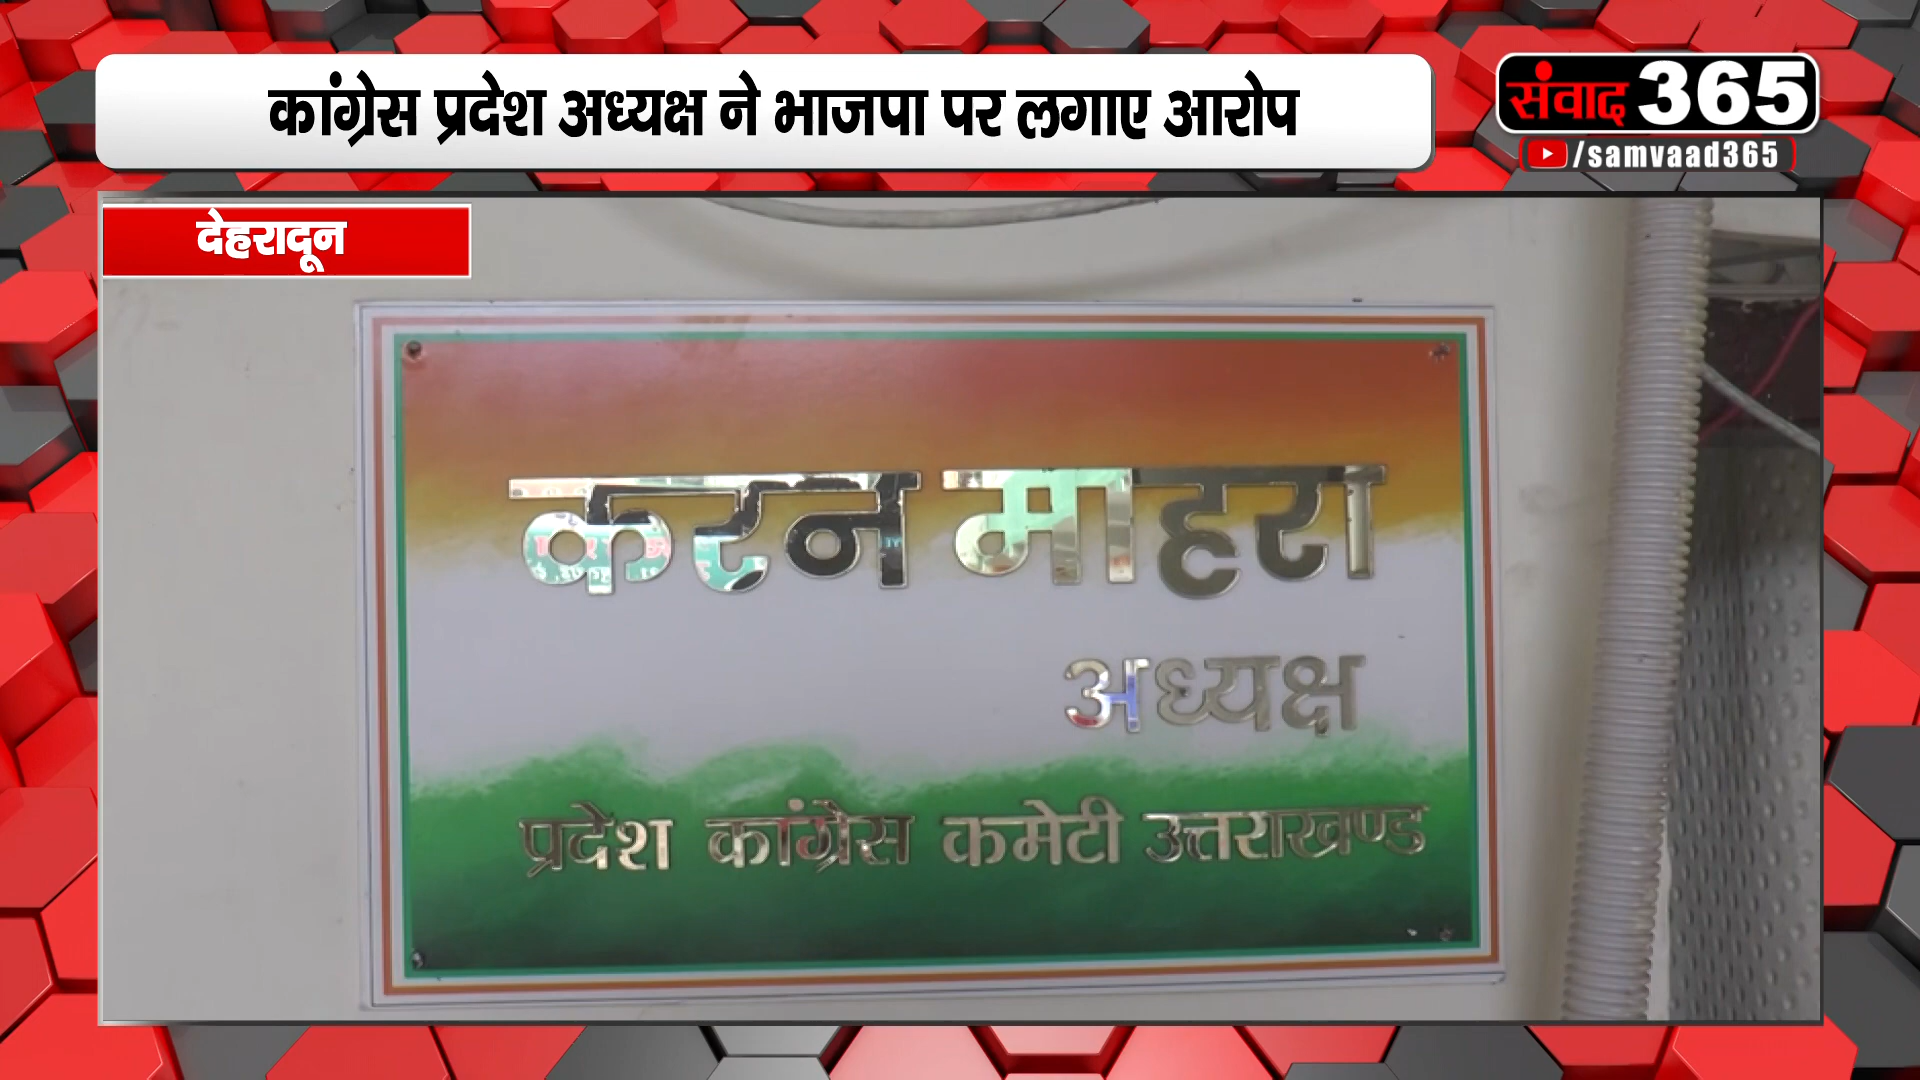 कांग्रेस प्रदेश अध्यक्ष ने भाजपा पर लगाए आरोप
संवाद 365
/samvaad365
देहरादून
करन माहरा
अध्यक्ष
प्रदेश कांग्रेस कमेटी उत्तराखण्ड